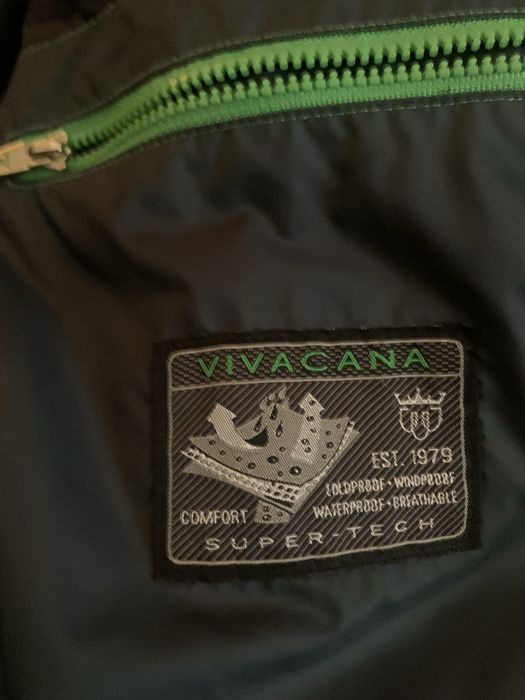 VIVACANA
EST. 1979
COLDPROOF • WINDPROOF
WATERPROOF • BREATHABLE
COMFORT
SUPER-TECH